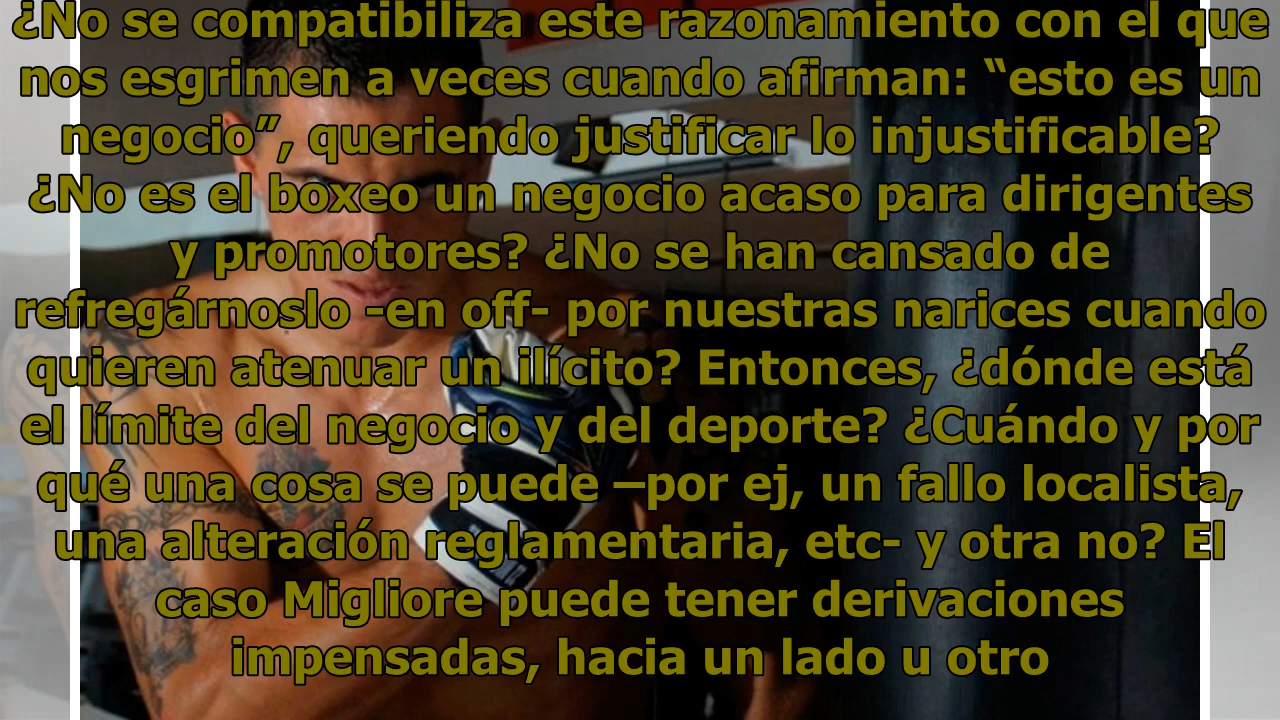 ¿No se compatibiliza este razonamiento con el que
nos esgrimen a veces cuando afirman: “esto es un
negocio”, queriendo justificar lo injustificable?
¿No es el boxeo un negocio acaso para dirigentes
y promotores? ¿No se han cansado de
refregárnoslo -en off- por nuestras narices cuando
quieren atenuar un ilícito? Entonces, ¿dónde está
el límite del negocio y del deporte? ¿Cuándo y por
qué una cosa se puede –por ej, un fallo localista,
una alteración reglamentaria, etc- y otra no? El
caso Migliore puede tener derivaciones
impensadas, hacia un lado u otro